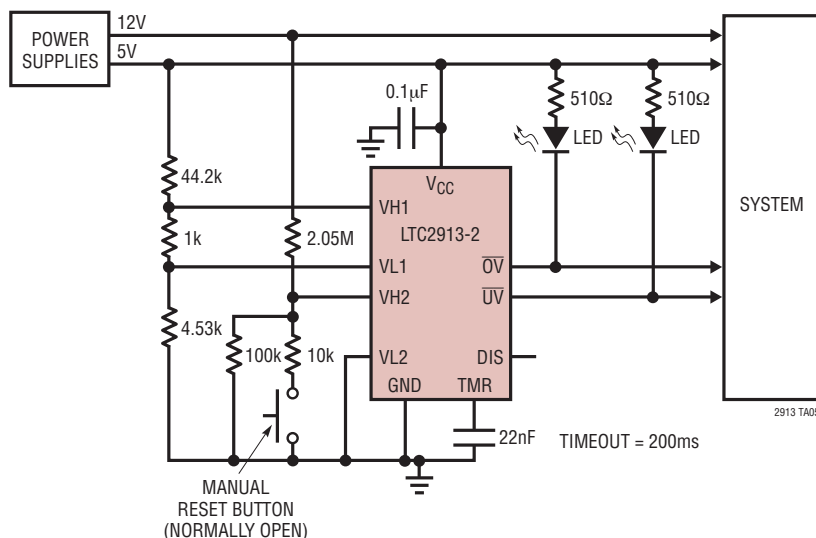 POWER
SUPPLIES
12V
5V
0.1μF
510Ω
510Ω
LED
LED
44.2k
VCC
SYSTEM
VH1
LTC2913-2
1k
2.05M
VL1
OV
VH2
UV
4.53k
100k
10k
VL2
DIS
GND
TMR
2913 TA05
22nF
TIMEOUT = 200ms
MANUAL
RESET BUTTON
(NORMALLY OPEN)